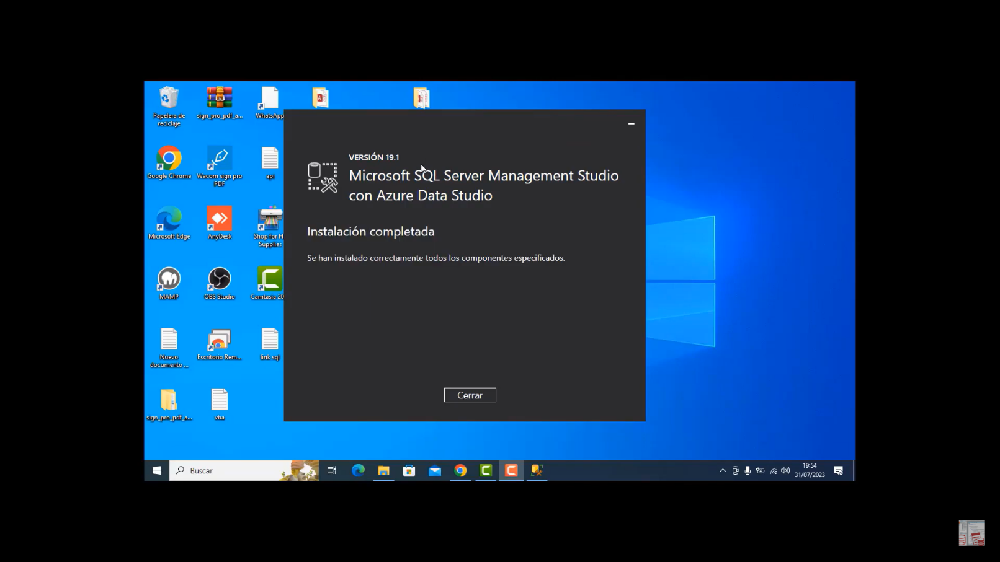 Papelera de
reciclaje
sign_pro_pdf_a...
WhatsApp
VERSIÓN 19.1
Microsoft SQL Server Management Studio
con Azure Data Studio
Google Chrome
Wacom sign pro
PDF
api
Instalación completada
Se han instalado correctamente todos los componentes especificados.
Microsoft Edge
AnyDesk
Shop for H
Supplies
MAMP
OBS Studio
Camtasia 20
Nuevo
documento ...
Escritorio Rem...
link sql
sign_pro_pdf_a...
vba
Cerrar
Buscar
19:54
31/07/2023